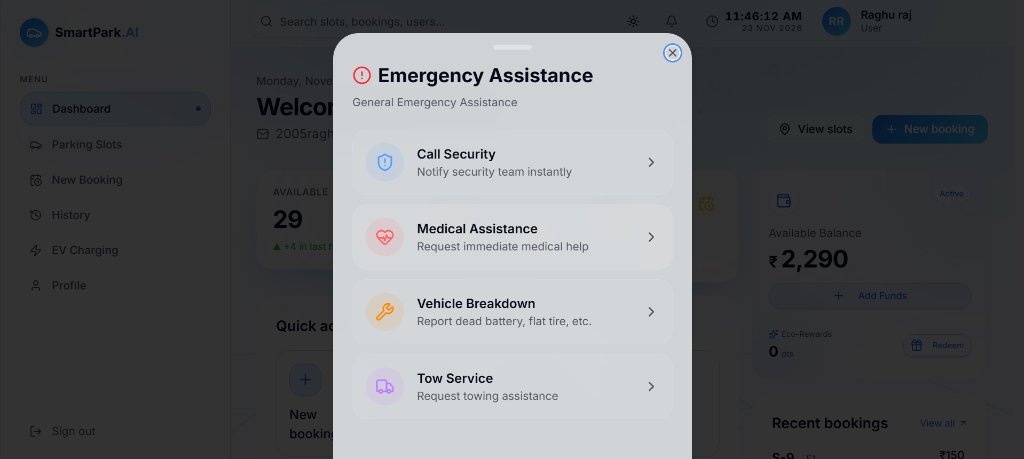 SmartPark.AI
Search slots, bookings, users...
11:46:12 AM
23 NOV 2026
RR
Raghu raj
User
MENU
Dashboard
Parking Slots
New Booking
History
EV Charging
Profile
Sign out
Monday, Nove
Welcon
2005ragh
View slots
New booking
AVAILABLE
29
+4 in last h
Quick ac
New
booking
Emergency Assistance
General Emergency Assistance
Call Security
Notify security team instantly
Medical Assistance
Request immediate medical help
Vehicle Breakdown
Report dead battery, flat tire, etc.
Tow Service
Request towing assistance
Active
Available Balance
₹2,290
Add Funds
Eco-Rewards
0 pts
Redeem
Recent bookings
View all
S-9
₹150